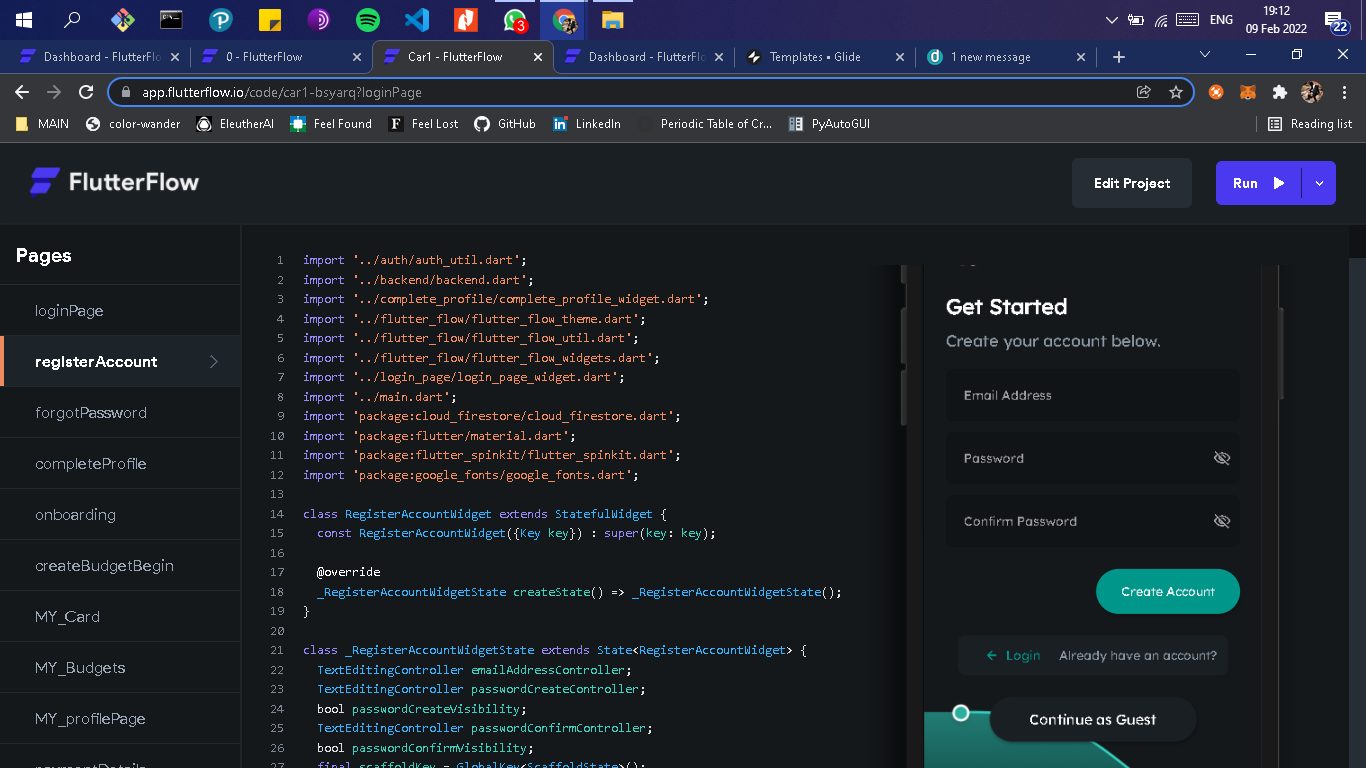 3
ENG
19:12
09 Feb 2022
22
Dashboard - FlutterFlo
0 - FlutterFlow
Car1 - FlutterFlow
Dashboard - FlutterFlo
Templates • Glide
1 new message
app.flutterflow.io/code/car1-bsyarq?loginPage
MAIN
color-wander
EleutherAI
Feel Found
Feel Lost
GitHub
LinkedIn
Periodic Table of Cr...
PyAutoGUI
Reading list
FlutterFlow
Edit Project
Run
Pages
loginPage
registerAccount
forgotPassword
completeProfile
onboarding
createBudgetBegin
MY_Card
MY_Budgets
MY_profilePage
paymentDetails
1 import '../auth/auth_util.dart';
2 import '../backend/backend.dart';
3 import '../complete_profile/complete_profile_widget.dart';
4 import '../flutter_flow/flutter_flow_theme.dart';
5 import '../flutter_flow/flutter_flow_util.dart';
6 import '../flutter_flow/flutter_flow_widgets.dart';
7 import '../login_page/login_page_widget.dart';
8 import '../main.dart';
9 import 'package:cloud_firestore/cloud_firestore.dart';
10 import 'package:flutter/material.dart';
11 import 'package:flutter_spinkit/flutter_spinkit.dart';
12 import 'package:google_fonts/google_fonts.dart';
13
14 class RegisterAccountWidget extends StatefulWidget {
15 const RegisterAccountWidget({Key key}) : super(key: key);
16
17 @override
18 _RegisterAccountWidgetState createState() => _RegisterAccountWidgetState();
19 }
20
21 class _RegisterAccountWidgetState extends State<RegisterAccountWidget> {
22 TextEditingController emailAddressController;
23 TextEditingController passwordCreateController;
24 bool passwordCreateVisibility;
25 TextEditingController passwordConfirmController;
26 bool passwordConfirmVisibility;
27 final scaffoldKey = GlobalKey<ScaffoldState>();
Get Started
Create your account below.
Email Address
Password
Confirm Password
Create Account
Login Already have an account?
Continue as Guest